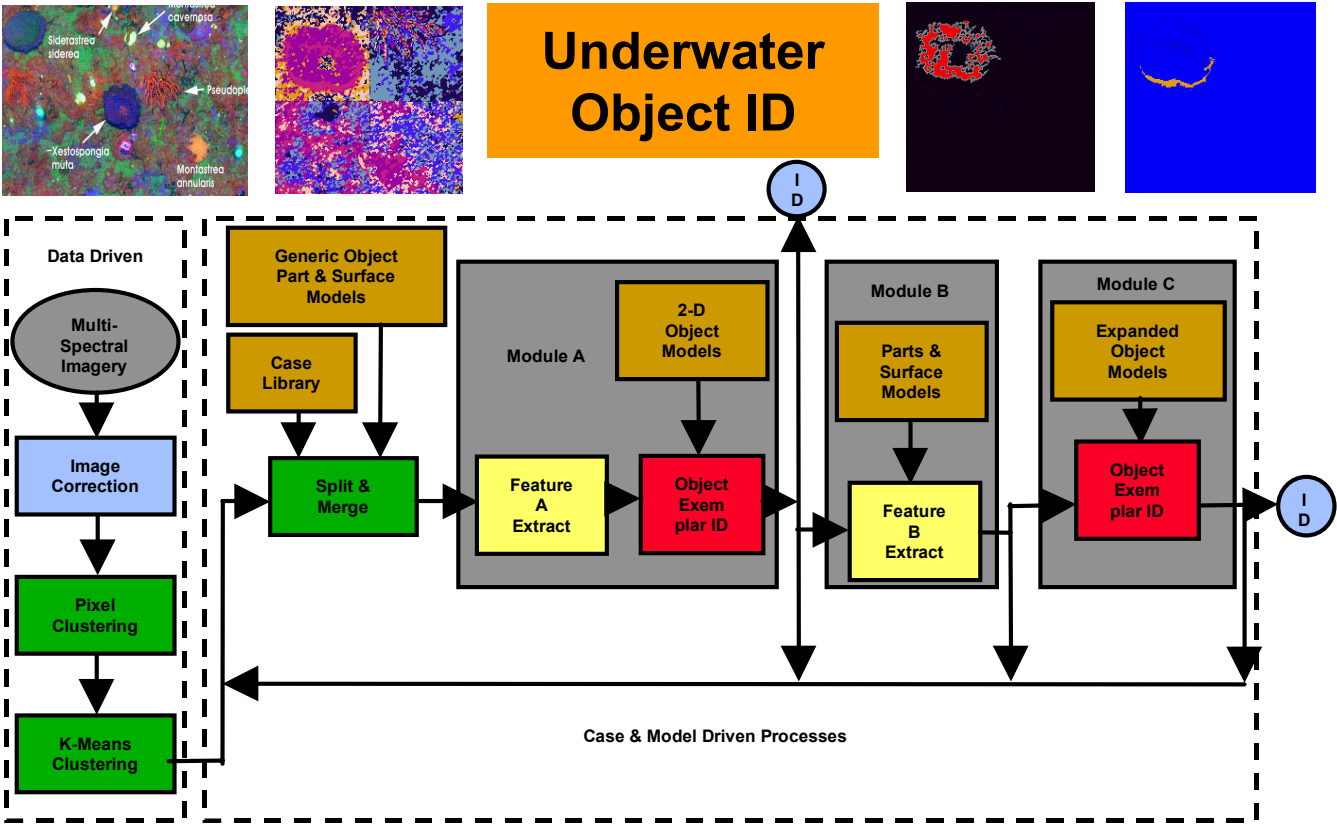 Montastrea
cavernosa
Siderastrea
siderea
Pseudople
Xestospongia
muta
Montastrea
annularis
Underwater
Object ID
I
D
Data Driven
Multi-
Spectral
Imagery
Image
Correction
Pixel
Clustering
K-Means
Clustering
Generic Object
Part & Surface
Models
Case
Library
Split &
Merge
Module A
2-D
Object
Models
Feature
A
Extract
Object
Exem
plar ID
Module B
Parts &
Surface
Models
Feature
B
Extract
Module C
Expanded
Object
Models
Object
Exem
plar ID
I
D
Case & Model Driven Processes